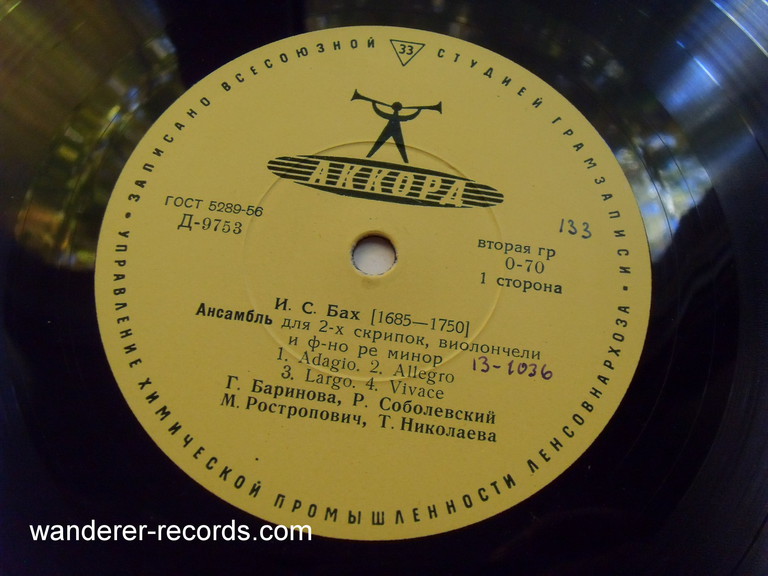 • ЗАПИСАНО ВСЕСОЮЗНОЙ 33 СТУДИЕЙ ГРАМЗАПИСИ •
АККОРД
ГОСТ 5289-56
Д-9753
133
вторая гр
0-70
1 сторона
И. С. Бах [1685—1750]
Ансамбль для 2-х скрипок, виолончели
и ф-но ре минор
1. Adagio. 2. Allegro
13-1036
3. Largo. 4. Vivace
Г. Баринова, Р. Соболевский
М. Ростропович, Т. Николаева
УПРАВЛЕНИЕ ХИМИЧЕСКОЙ ПРОМЫШЛЕННОСТИ ЛЕНСОВНАРХОЗА
wanderer-records.com